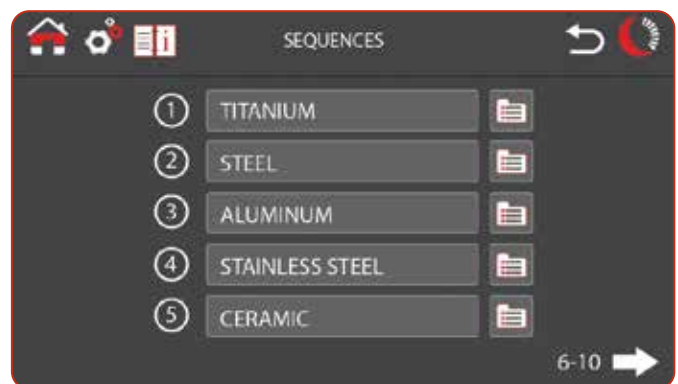 i SEQUENCES
1 TITANIUM
2 STEEL
3 ALUMINUM
4 STAINLESS STEEL
5 CERAMIC
6-10